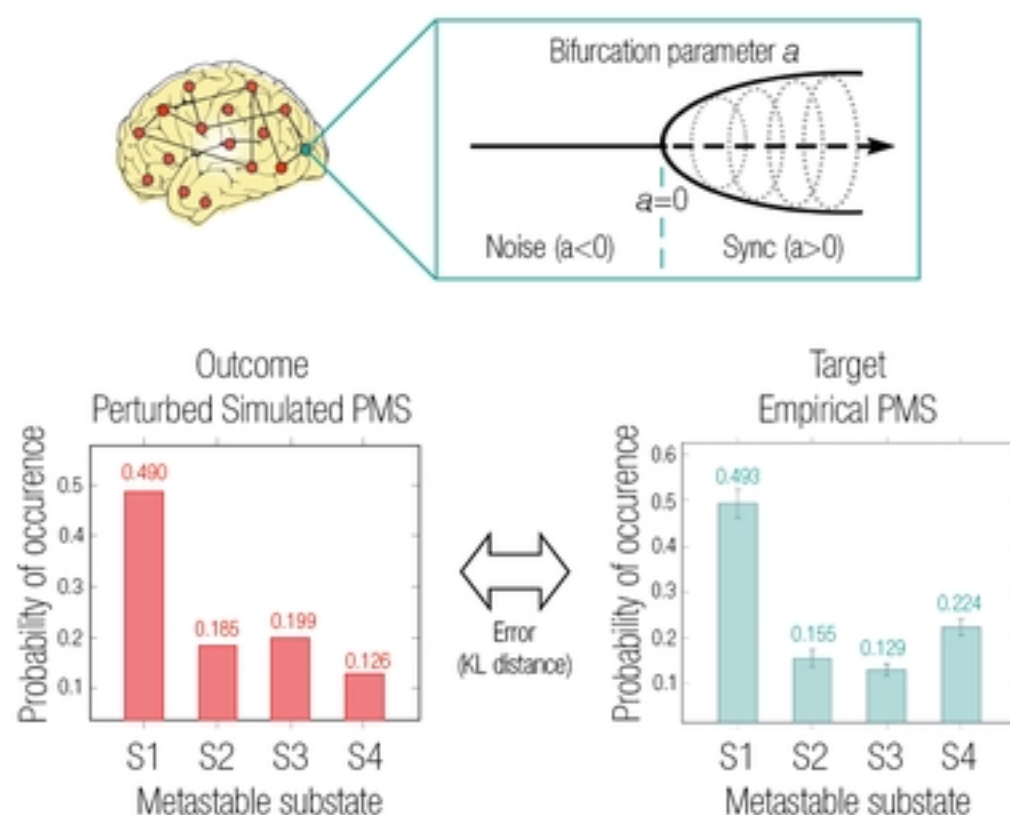 Bifurcation parameter a
a=0
Noise (a<0)
Sync (a>0)
Outcome
Perturbed Simulated PMS
Probability of occurence
0.5
0.4
0.3
0.2
0.1
0.490
0.185
0.199
0.126
S1 S2 S3 S4
Metastable substate
Error
(KL distance)
Target
Empirical PMS
Probability of occurence
0.6
0.5
0.4
0.3
0.2
0.1
0.493
0.155
0.129
0.224
S1 S2 S3 S4
Metastable substate